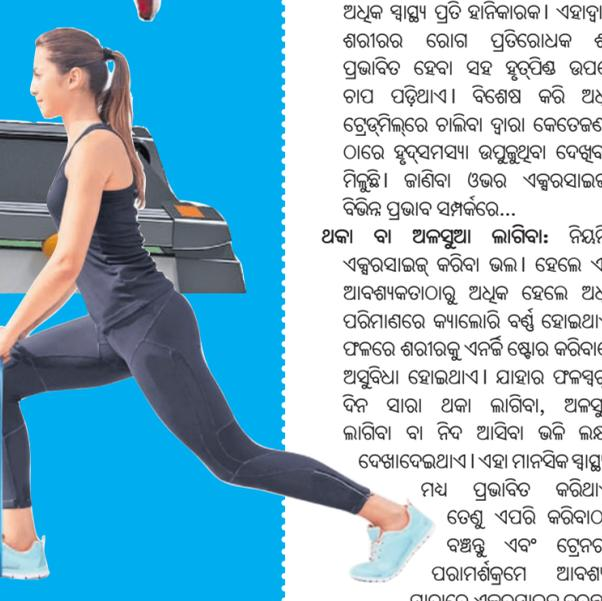 ଅଧିକ ସ୍ୱାସ୍ଥ୍ୟ ପ୍ରତି ହାନିକାରକ। ଏହାଦ୍ୱା
ଶରୀରର ରୋଗ ପ୍ରତିରୋଧକ
ପ୍ରଭାବିତ ହେବା ସହ ହୃତ୍‌ପିଣ୍ଡ ଉପ
ଚାପ ପଡ଼ିଥାଏ। ବିଶେଷ କରି ଅଧ
ଟ୍ରେଡ୍‌ମିଲ୍‌ରେ ଚାଲିବା ଦ୍ୱାରା କେତେଜଣ
ଠାରେ ହୃଦ୍‌ସମସ୍ୟା ଉପୁଜୁଥିବା ଦେଖିବ
ମିଳୁଛି। ଜାଣିବା ଓଭର ଏକ୍ସରସାଇଜ
ବିଭିନ୍ନ ପ୍ରଭାବ ସମ୍ପର୍କରେ...
ଥକା ବା ଅଳସୁଆ ଲାଗିବା: ନିୟମି
ଏକ୍ସରସାଇଜ୍ କରିବା ଭଲ। ହେଲେ ଏ
ଆବଶ୍ୟକତାଠାରୁ ଅଧିକ ହେଲେ ଅଧ
ପରିମାଣରେ କ୍ୟାଲୋରି ବର୍ଣ୍ଣ ହୋଇଥା
ଫଳରେ ଶରୀରକୁ ଏନର୍ଜି ଷ୍ଟୋର କରିବା
ଅସୁବିଧା ହୋଇଥାଏ। ଯାହାର ଫଳସ୍ୱ
ଦିନ ସାରା ଥକା ଲାଗିବା, ଅଳସୁ
ଲାଗିବା ବା ନିଦ ଆସିବା ଭଳି ଲକ୍ଷ
ଦେଖାଦେଇଥାଏ।ଏହା ମାନସିକ ସ୍ୱାସ୍ଥ୍ୟ
ମଧ୍ୟ ପ୍ରଭାବିତ କରିଥା
ତେଣୁ ଏପରି କରିବାଠ
ବଞ୍ଚନ୍ତୁ ଏବଂ ଟ୍ରେନର
ପରାମର୍ଶକ୍ରମେ ଆବଶ୍ୟ